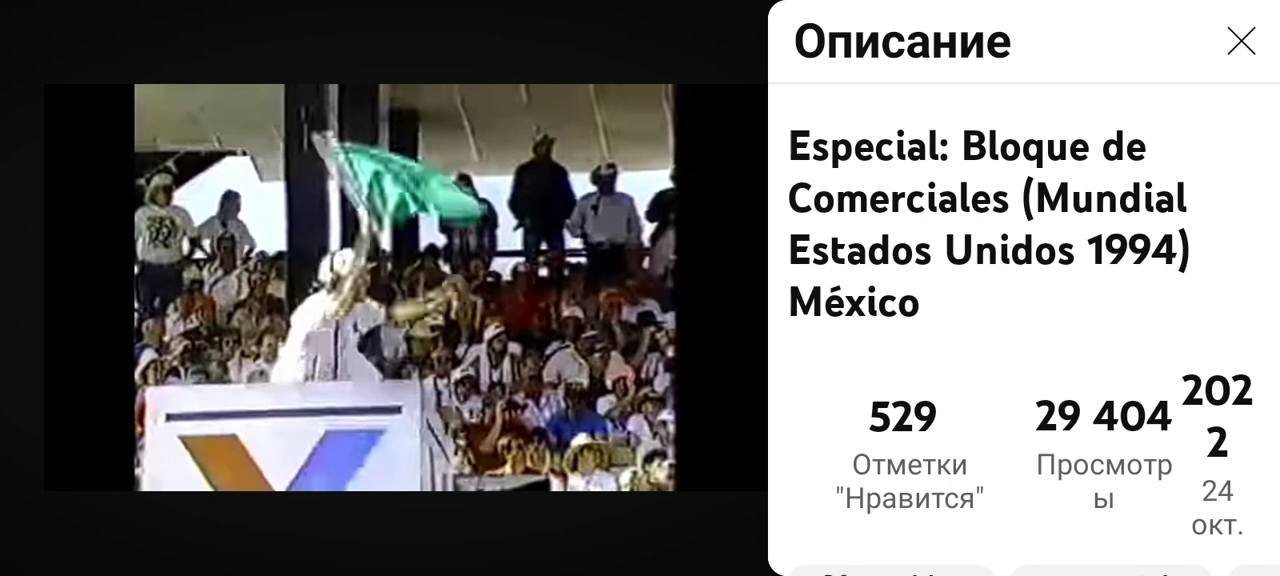 Описание
Especial: Bloque de
Comerciales (Mundial
Estados Unidos 1994)
México
529
Отметки
"Нравится"
29 404
Просмотр
ы
202
2
24
окт.